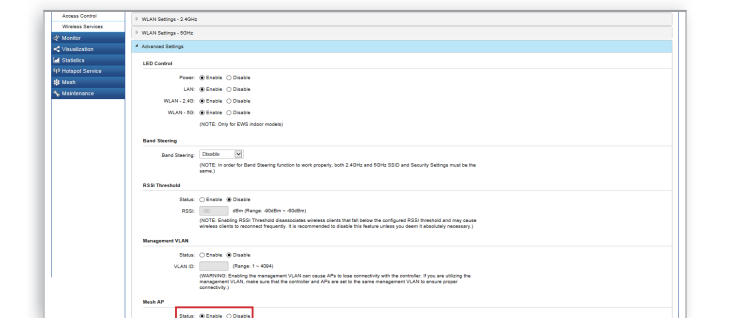 Access Control
Wireless Services
Monitor
Visualization
Statistics
Hotspot Service
Mesh
Maintenance
WLAN Settings - 2.4GHz
WLAN Settings - 5GHz
Advanced Settings
LED Control
Power: Enable Disable
LAN: Enable Disable
WLAN - 2.4G: Enable Disable
WLAN - 5G: Enable Disable
(NOTE: Only for EWS indoor models)
Band Steering
Band Steering: Disable
(NOTE: In order for Band Steering function to work properly, both 2.4GHz and 5GHz SSID and Security Settings must be the
same.)
RSSI Threshold
Status: Enable Disable
RSSI: dBm (Range: -60dBm ~ -90dBm)
(NOTE: Enabling RSSI Threshold disassociates wireless clients that fall below the configured RSSI threshold and may cause
wireless clients to reconnect frequently. It is recommended to disable this feature unless you deem it absolutely necessary.)
Management VLAN
Status: Enable Disable
VLAN ID: (Range: 1 ~ 4094)
(WARNING: Enabling the management VLAN can cause APs to lose connectivity with the controller. If you are utilizing the
management VLAN, make sure that the controller and APs are set to the same management VLAN to ensure proper
connectivity.)
Mesh AP
Status: Enable Disable